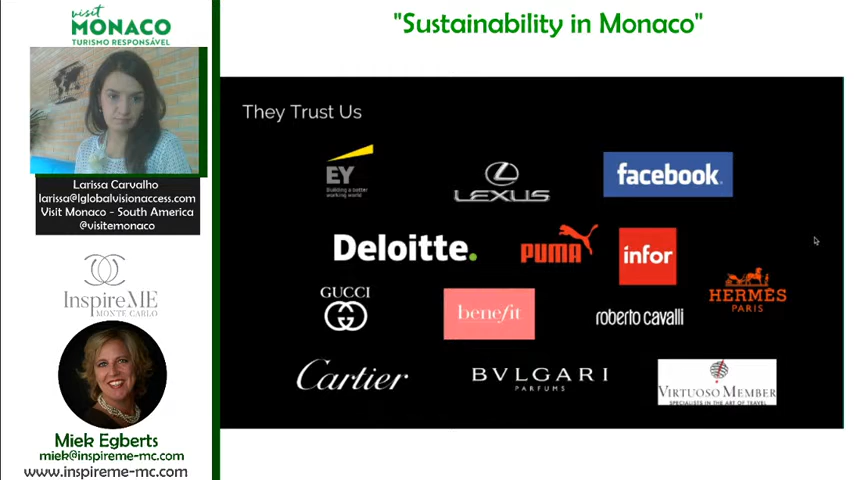 visit
MONACO
TURISMO RESPONSÁVEL
"Sustainability in Monaco"
Larissa Carvalho
larissa@lglobalvisionaccess.com
Visit Monaco - South America
@visitemonaco
InspireME
MONTE CARLO
Miek Egberts
miek@inspireme-mc.com
www.inspireme-mc.com
They Trust Us
EY
Building a better
working world
LEXUS
facebook.
Deloitte.
PUMA
infor
HERMÈS
PARIS
GUCCI
benefit
roberto cavalli
Cartier
BVLGARI
PARFUMS
VIRTUOSO MEMBER
SPECIALISTS IN THE ART OF TRAVEL